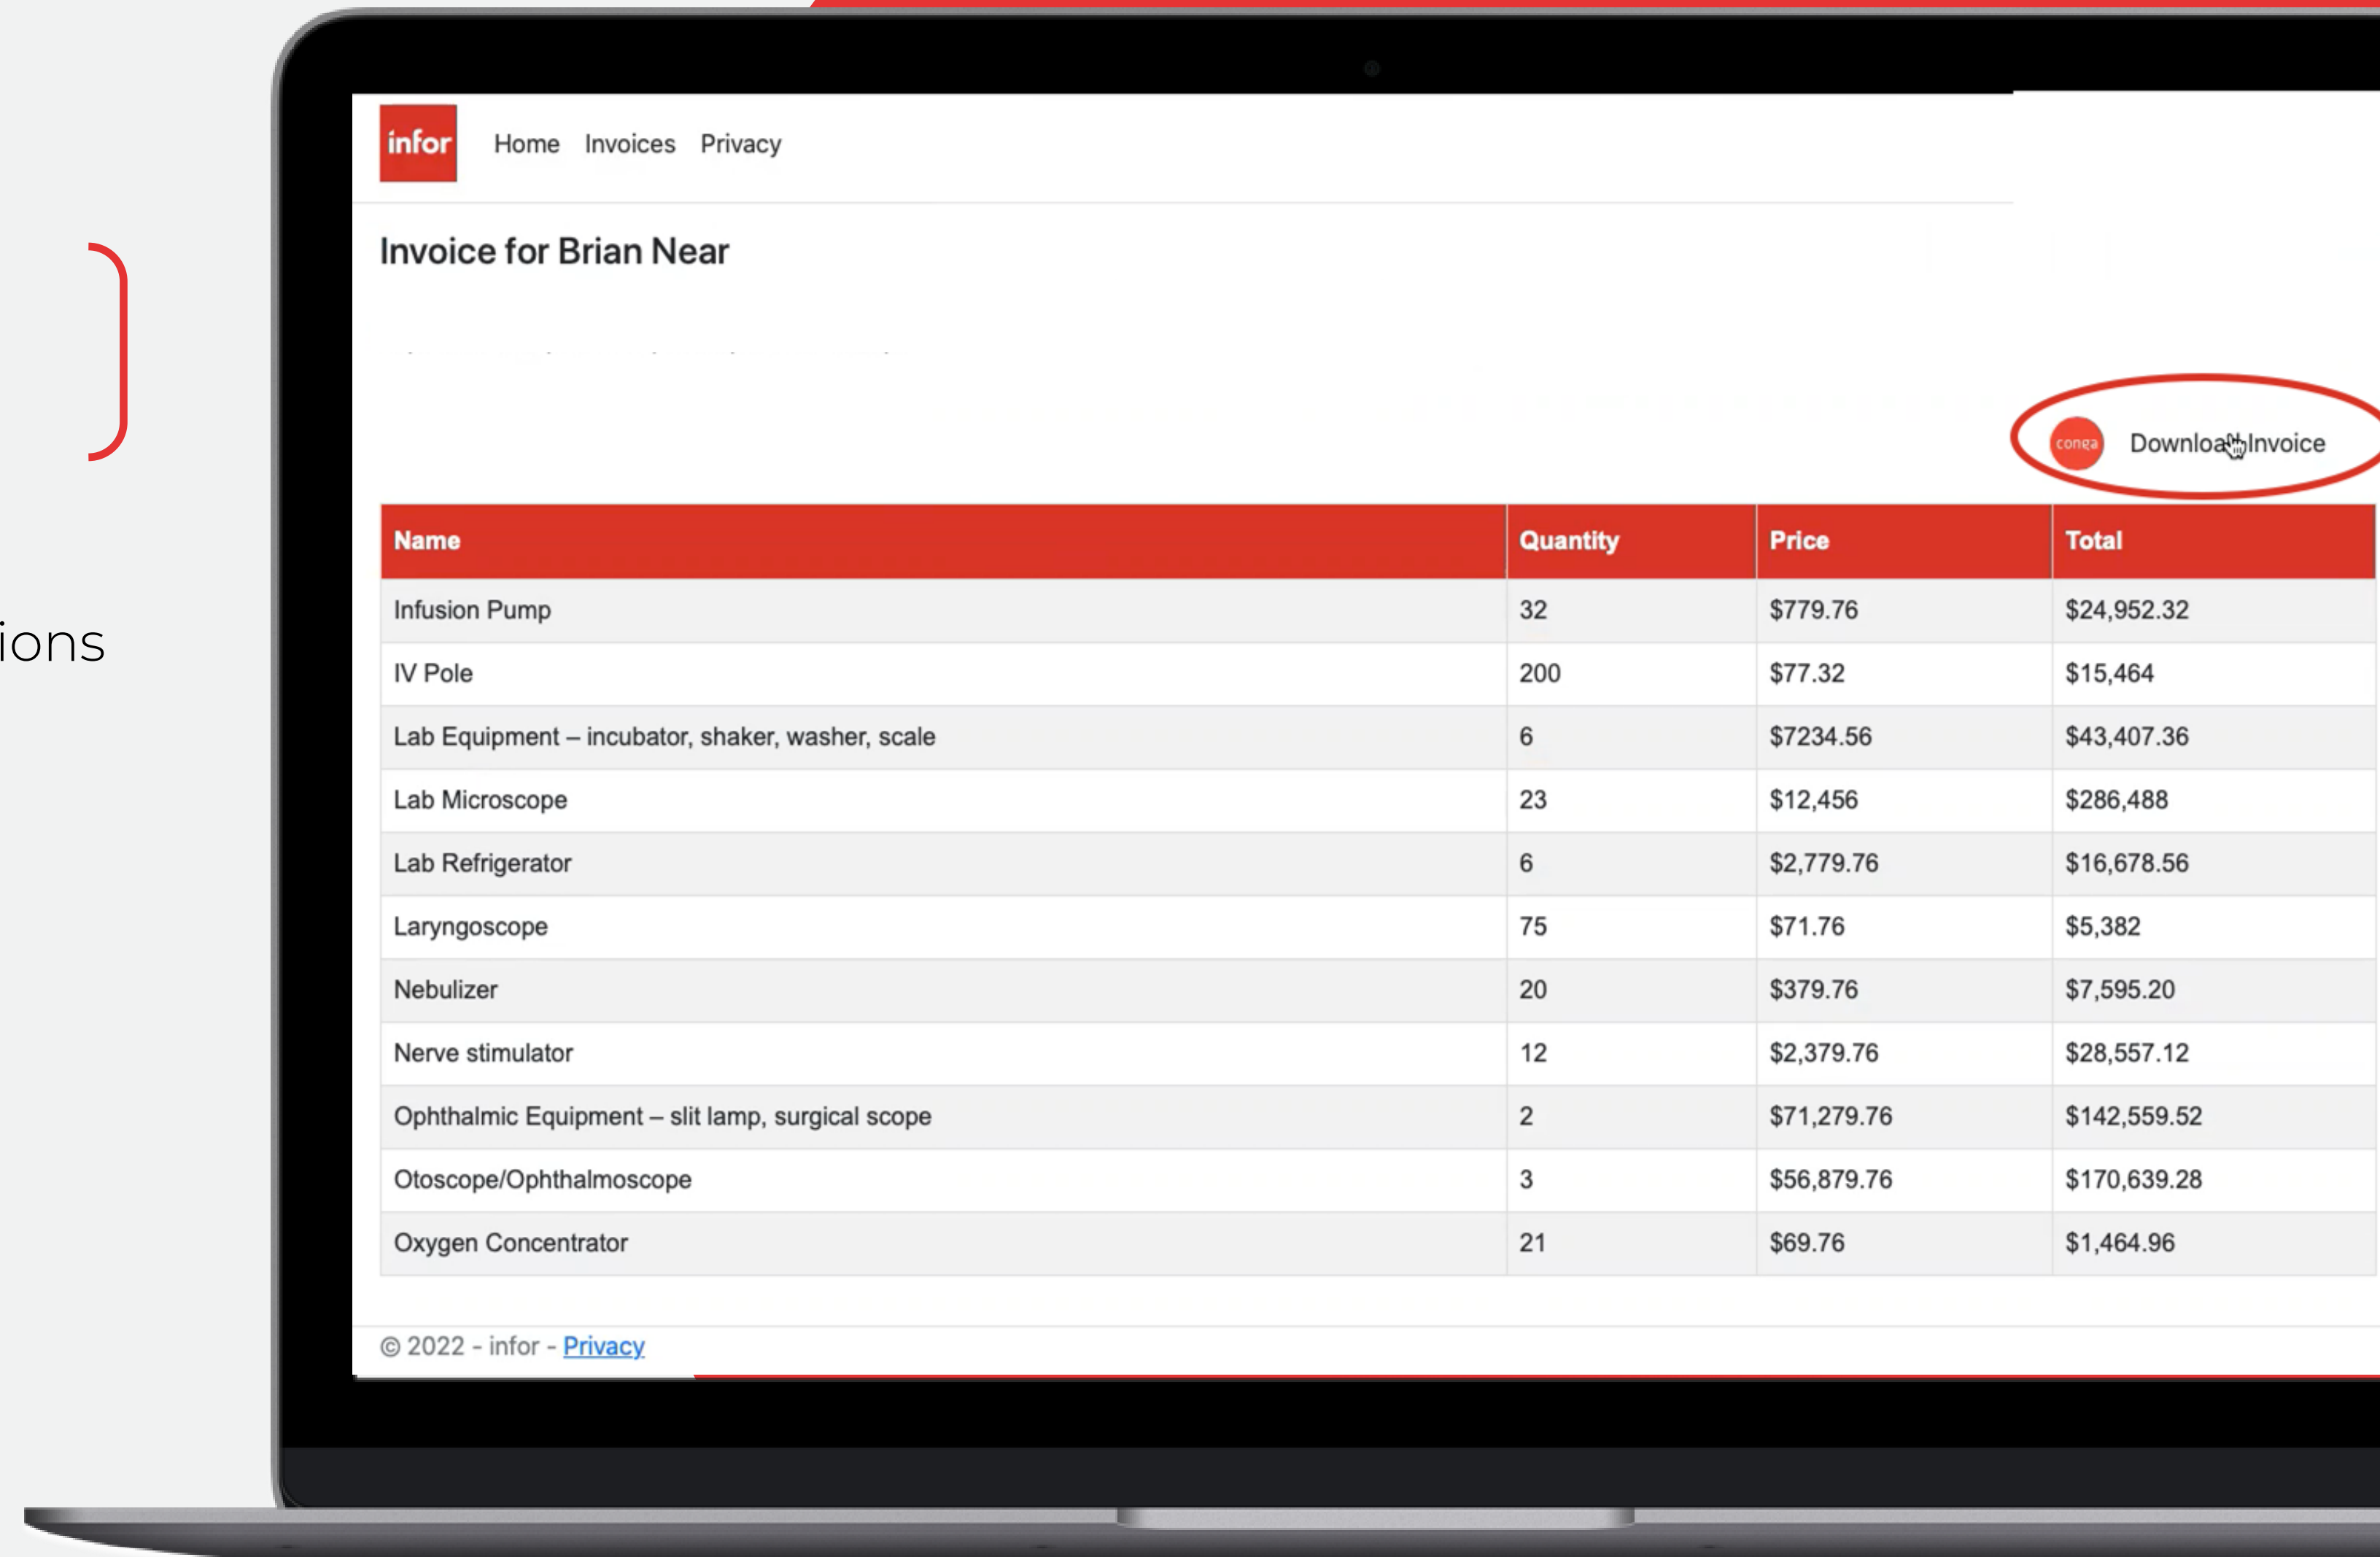 infor Home Invoices Privacy
Invoice for Brian Near
conga Download Invoice
Name Quantity Price Total
Infusion Pump 32 $779.76 $24,952.32
ions
IV Pole 200 $77.32 $15,464
Lab Equipment – incubator, shaker, washer, scale 6 $7234.56 $43,407.36
Lab Microscope 23 $12,456 $286,488
Lab Refrigerator 6 $2,779.76 $16,678.56
Laryngoscope 75 $71.76 $5,382
Nebulizer 20 $379.76 $7,595.20
Nerve stimulator 12 $2,379.76 $28,557.12
Ophthalmic Equipment – slit lamp, surgical scope 2 $71,279.76 $142,559.52
Otoscope/Ophthalmoscope 3 $56,879.76 $170,639.28
Oxygen Concentrator 21 $69.76 $1,464.96
© 2022 - infor - Privacy